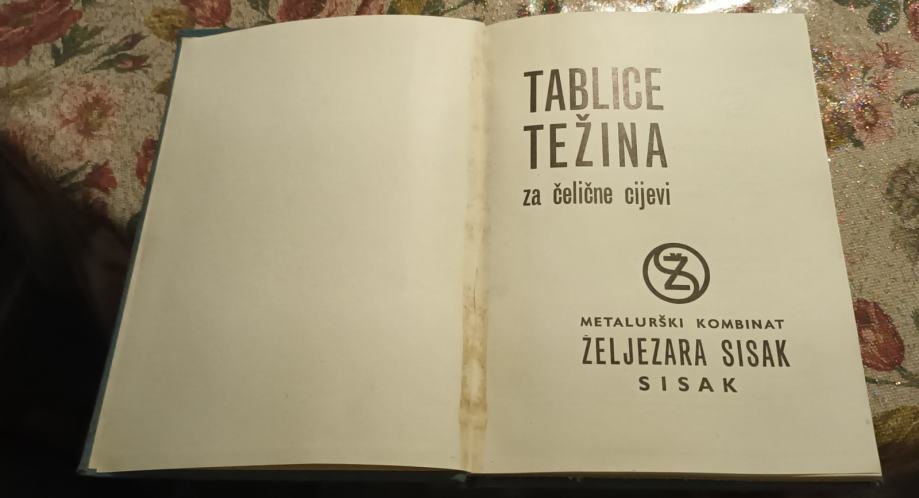 TABLICE
TEŽINA
za čelične cijevi
METALURŠKI KOMBINAT
ŽELJEZARA SISAK
SISAK